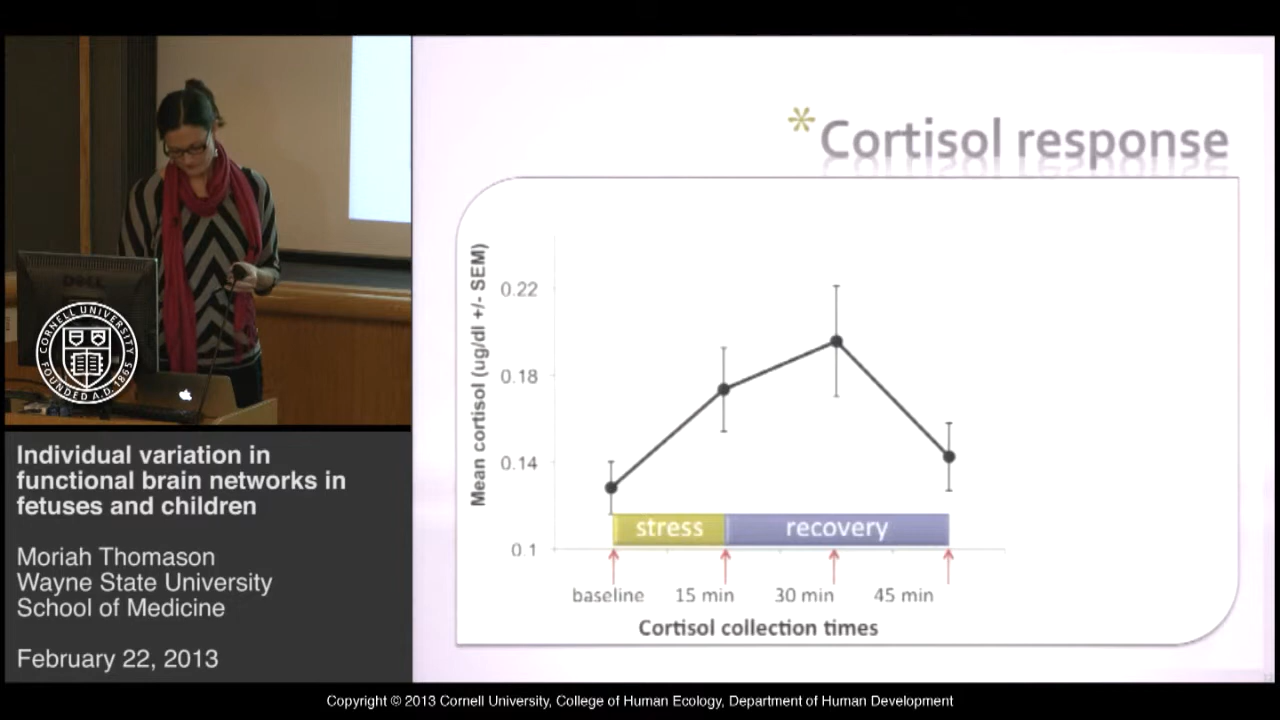 * Cortisol response
Mean cortisol (ug/dl +/- SEM)
0.22
0.18
0.14
0.1
stress
recovery
baseline
15 min
30 min
45 min
Cortisol collection times
DELL
CORNELL UNIVERSITY
FOUNDED A.D. 1865
Individual variation in
functional brain networks in
fetuses and children
Moriah Thomason
Wayne State University
School of Medicine
February 22, 2013
Copyright © 2013 Cornell University, College of Human Ecology, Department of Human Development